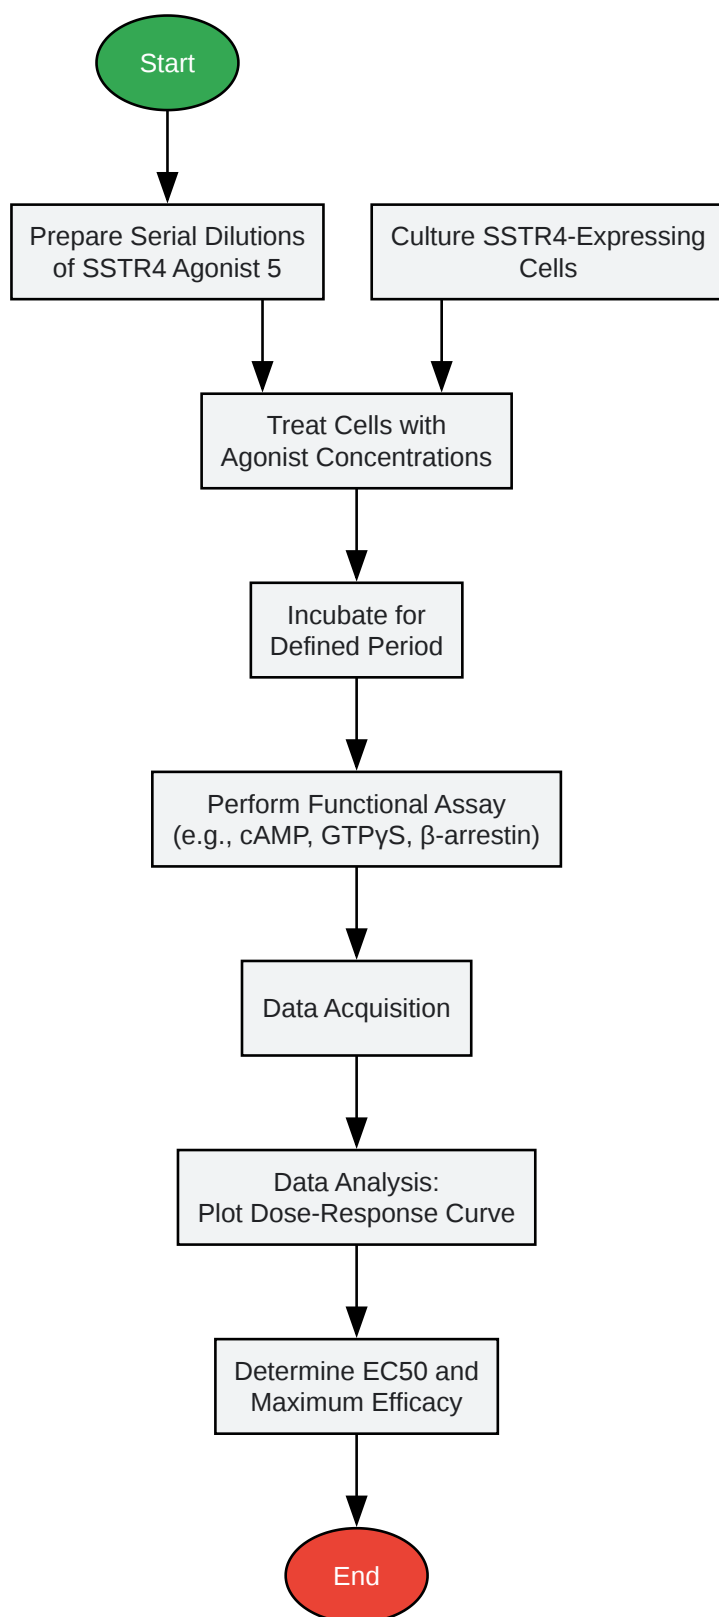 Start
Prepare Serial Dilutions
of SSTR4 Agonist 5
Culture SSTR4-Expressing
Cells
Treat Cells with
Agonist Concentrations
Incubate for
Defined Period
Perform Functional Assay
(e.g., cAMP, GTPγS, β-arrestin)
Data Acquisition
Data Analysis:
Plot Dose-Response Curve
Determine EC50 and
Maximum Efficacy
End